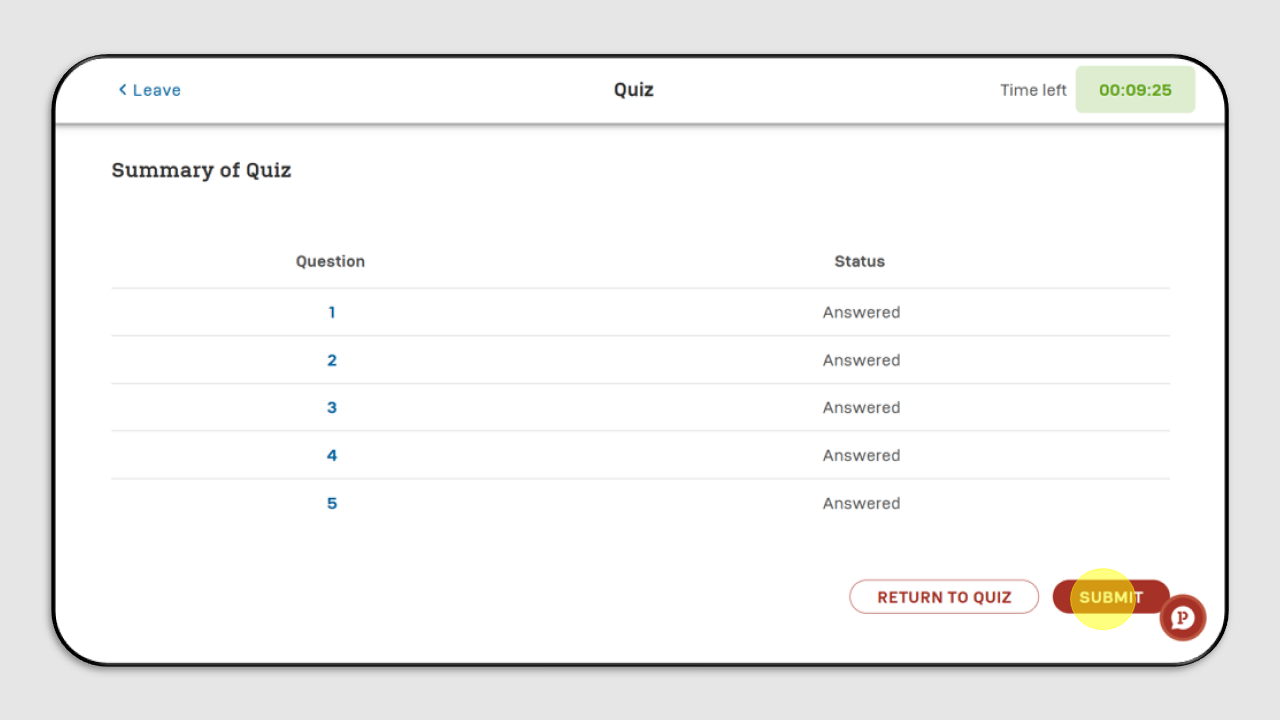 Leave Quiz Time left 00:09:25
Summary of Quiz
Question Status
1 Answered
2 Answered
3 Answered
4 Answered
5 Answered
RETURN TO QUIZ SUBMIT
P